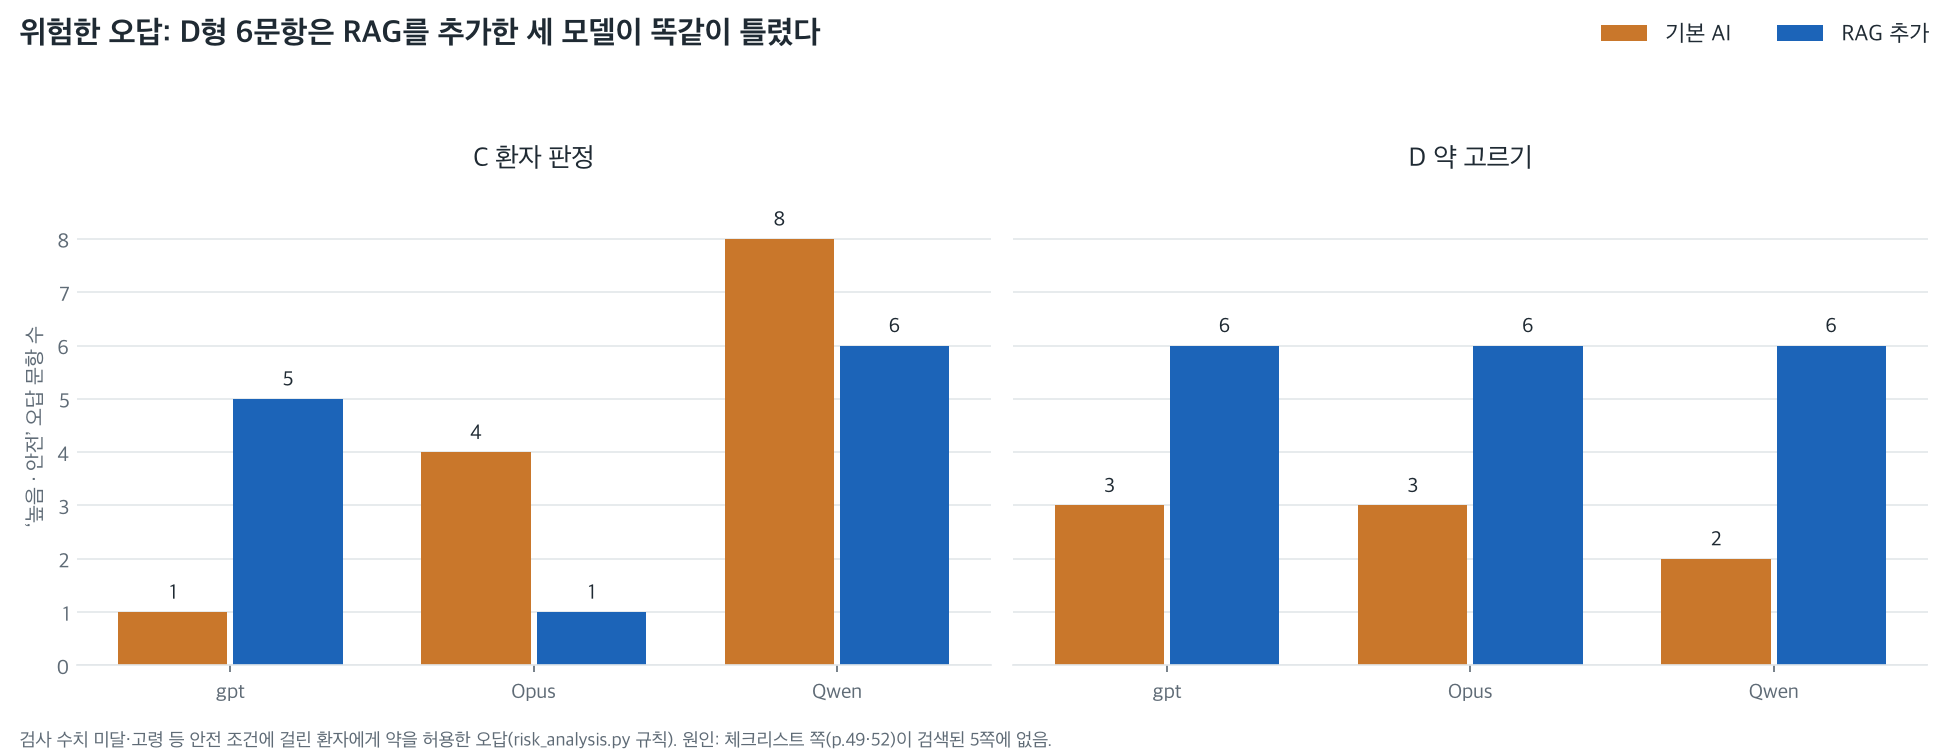 위험한 오답: D형 6문항은 RAG를 추가한 세 모델이 똑같이 틀렸다
기본 AI
RAG 추가
C 환자 판정
D 약 고르기
'높음·안전' 오답 문항 수
8
7
6
5
4
3
2
1
0
1
5
4
1
8
6
3
6
3
6
2
6
gpt
Opus
Qwen
gpt
Opus
Qwen
검사 수치 미달·고령 등 안전 조건에 걸린 환자에게 약을 허용한 오답(risk_analysis.py 규칙). 원인: 체크리스트 쪽(p.49·52)이 검색된 5쪽에 없음.